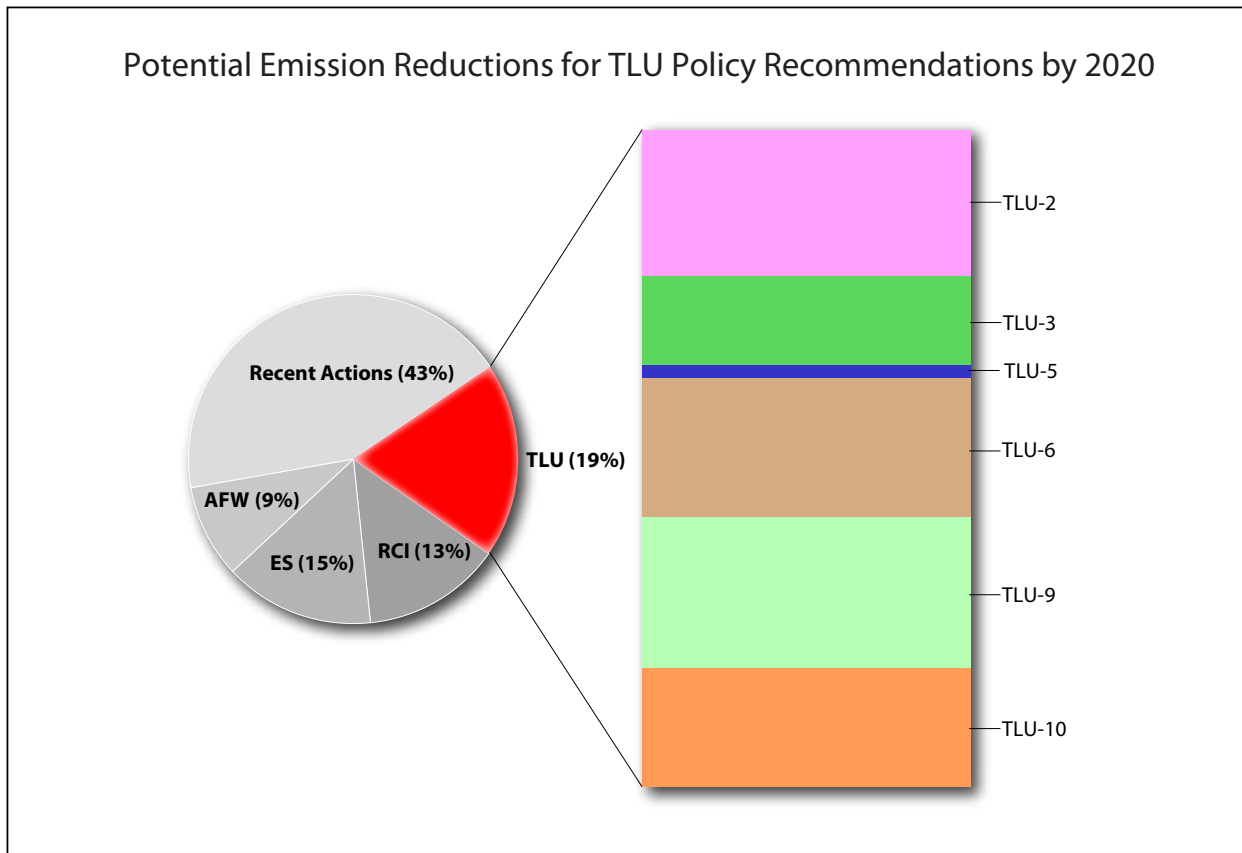 Potential Emission Reductions for TLU Policy Recommendations by 2020
Recent Actions (43%)
AFW (9%)
ES (15%)
RCI (13%)
TLU (19%)
TLU-2
TLU-3
TLU-5
TLU-6
TLU-9
TLU-10